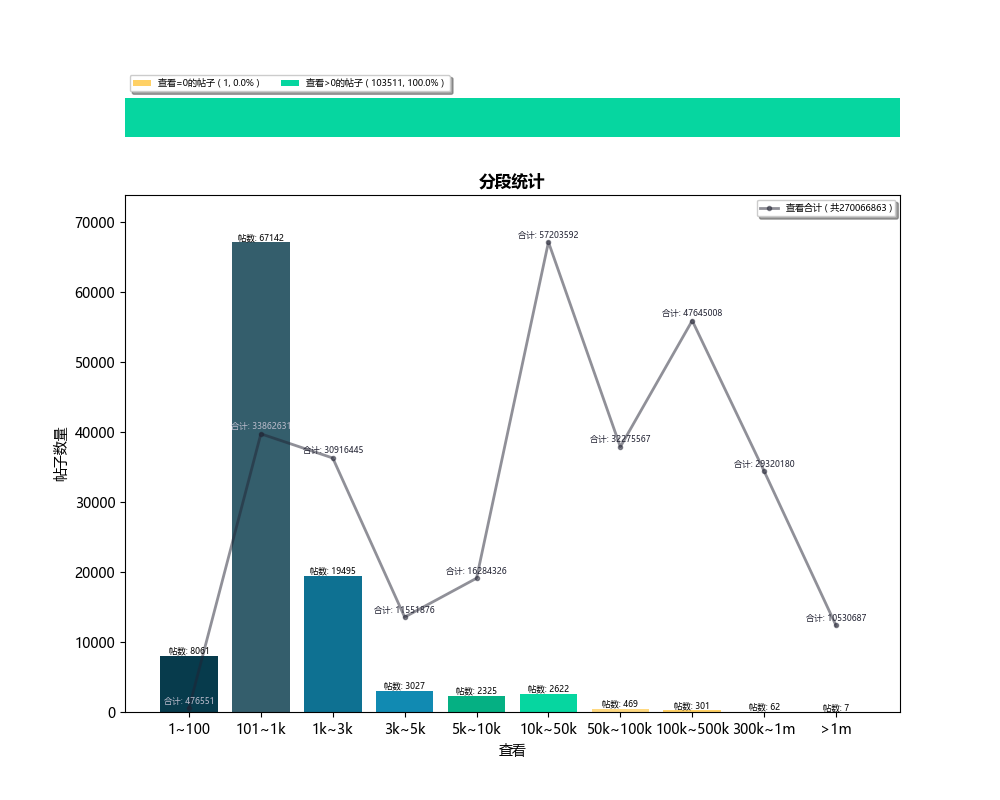 查看=0的帖子 ( 1, 0.0% ) 查看>0的帖子 ( 103511, 100.0% )
分段统计
查看合计 ( 共270066863 )
70000
60000
50000
40000
30000
20000
10000
0
帖子数量
帖数: 8061
帖数: 67142
帖数: 19495
帖数: 3027
帖数: 2325
帖数: 2622
帖数: 469
帖数: 301
帖数: 62
帖数: 7
合计: 476551
合计: 33862631
合计: 30916445
合计: 11551876
合计: 16284326
合计: 57203592
合计: 32275567
合计: 47645008
合计: 29320180
合计: 10530687
1~100 101~1k 1k~3k 3k~5k 5k~10k 10k~50k 50k~100k 100k~500k 300k~1m >1m
查看